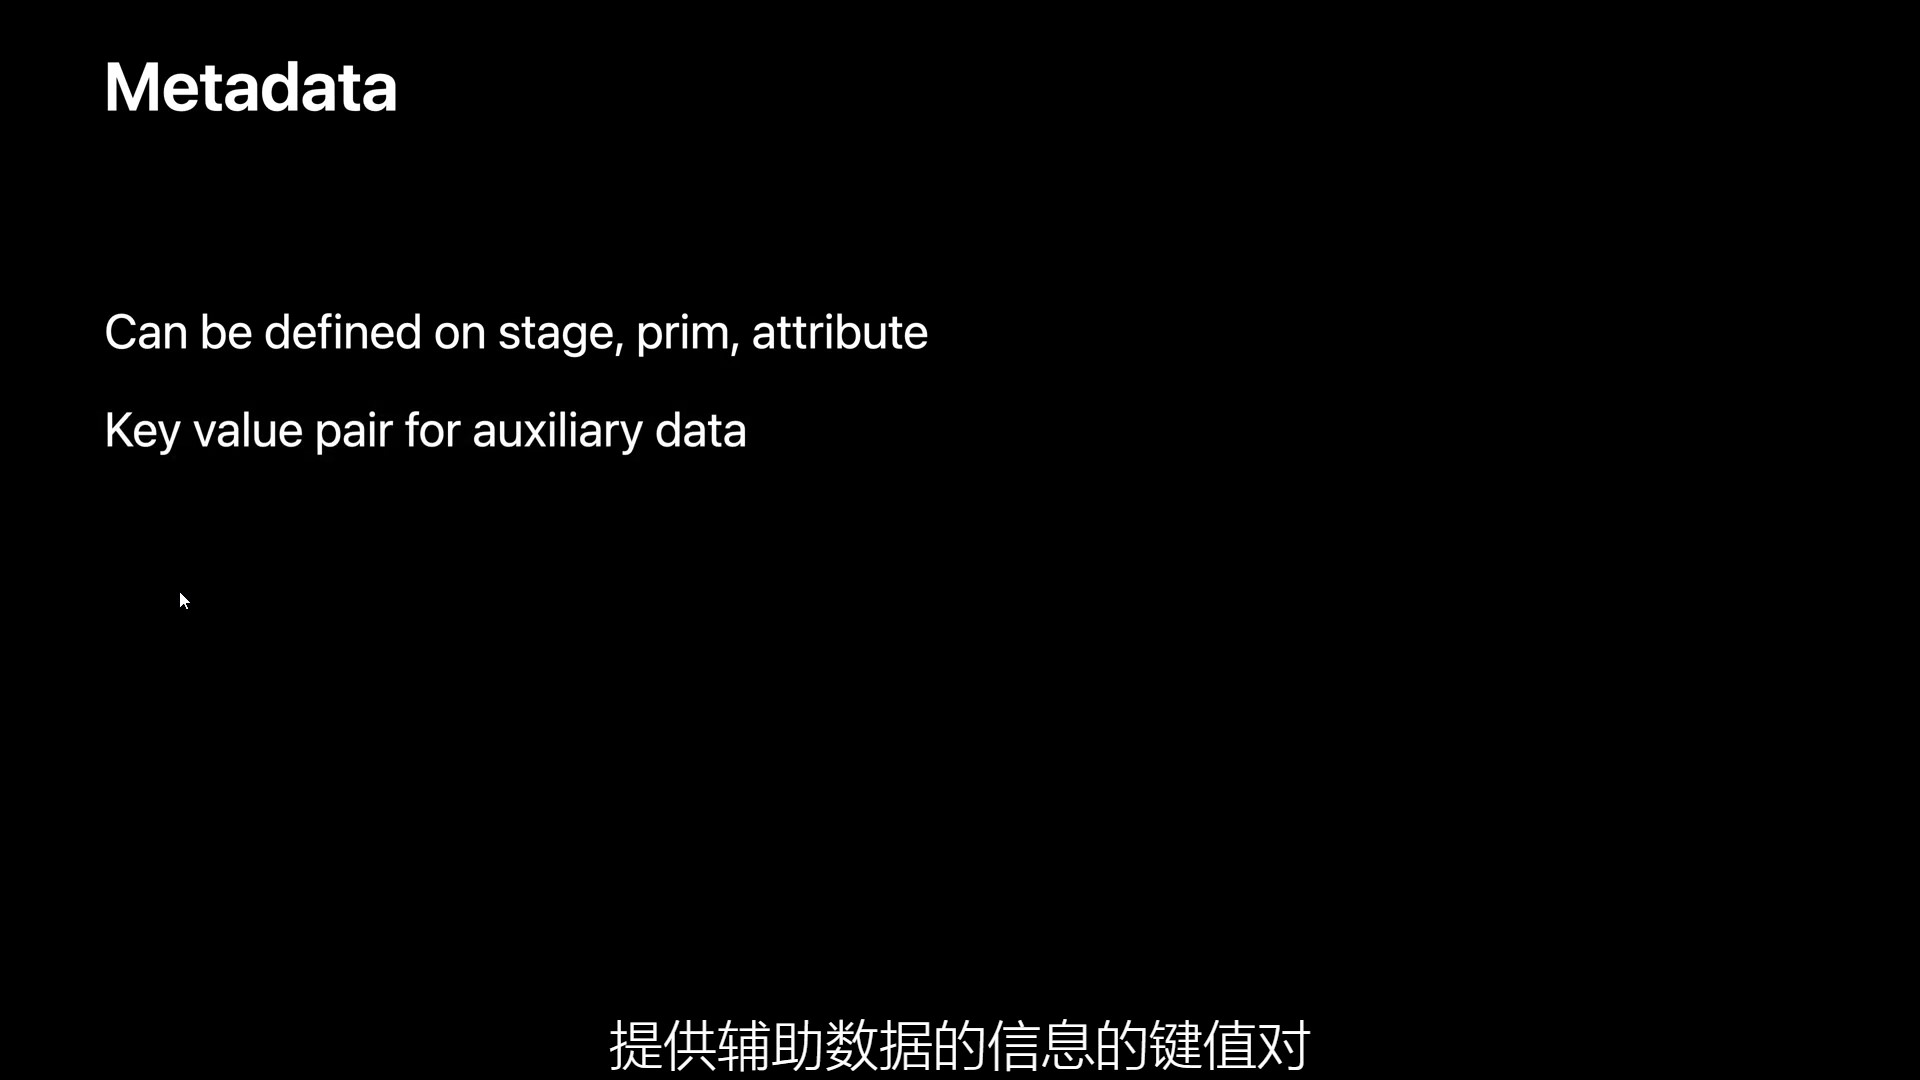 Metadata
Can be defined on stage, prim, attribute
Key value pair for auxiliary data
提供辅助数据的信息的键值对